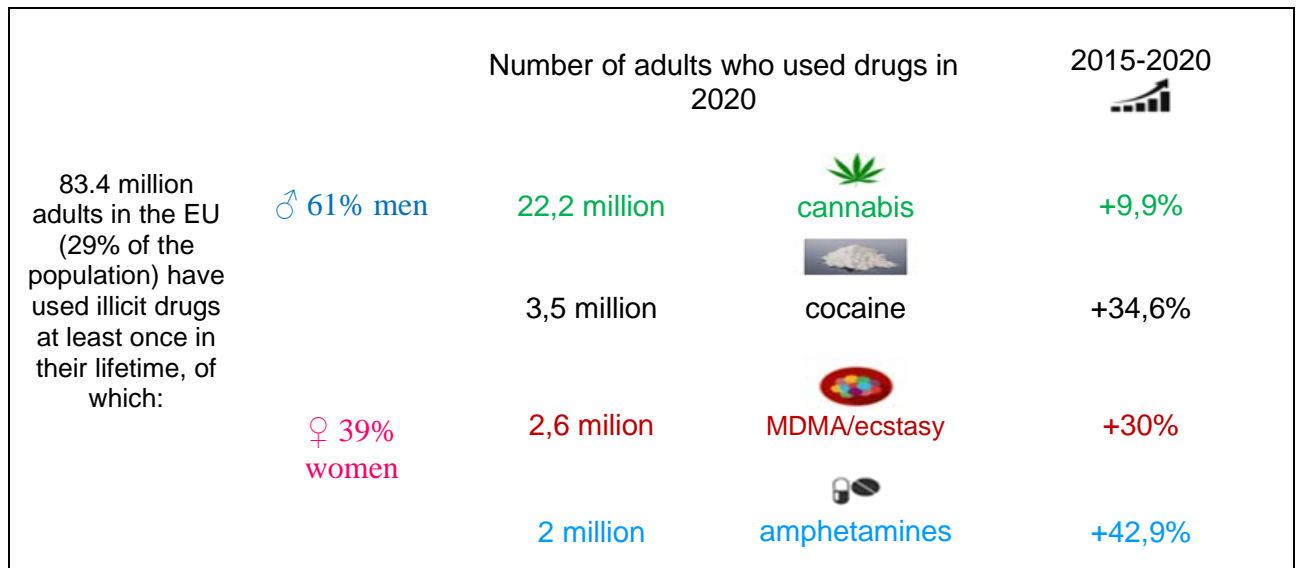 Number of adults who used drugs in
2020
2015-2020
83.4 million
adults in the EU
(29% of the
population) have
used illicit drugs
at least once in
their lifetime, of
which:
♂ 61% men
♀ 39%
women
22,2 million
cannabis
+9,9%
3,5 million
cocaine
+34,6%
2,6 milion
MDMA/ecstasy
+30%
2 million
amphetamines
+42,9%